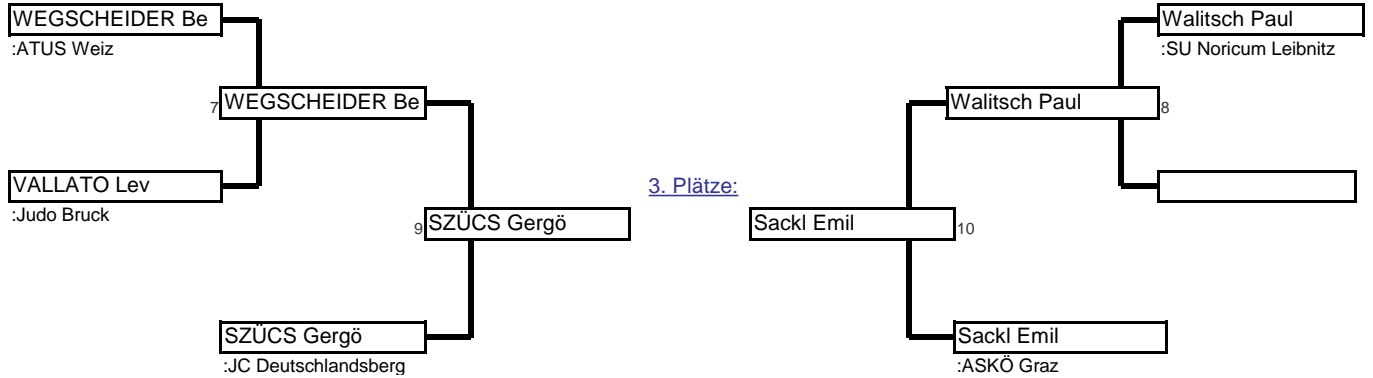 WEGSCHEIDER Be
:ATUS Weiz
7 WEGSCHEIDER Be
VALLATO Lev
:Judo Bruck
9 SZÜCS Gergö
SZÜCS Gergö
:JC Deutschlandsberg
3. Plätze:
Walitsch Paul
:SU Noricum Leibnitz
Walitsch Paul 8
Sackl Emil 10
Sackl Emil
:ASKÖ Graz